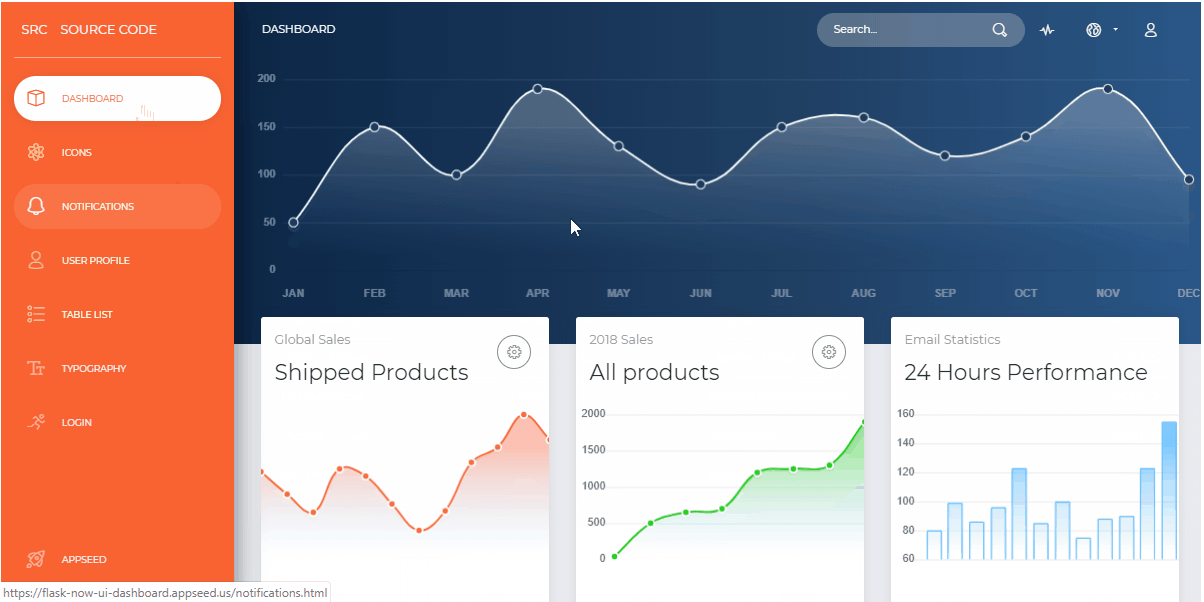 SRC SOURCE CODE
DASHBOARD
ICONS
NOTIFICATIONS
USER PROFILE
TABLE LIST
TYPOGRAPHY
LOGIN
APPSEED
DASHBOARD
Search...
200
150
100
50
0
JAN FEB MAR APR MAY JUN JUL AUG SEP OCT NOV DEC
Global Sales
Shipped Products
2018 Sales
All products
2000
1500
1000
500
0
Email Statistics
24 Hours Performance
160
140
120
100
80
60
https://flask-now-ui-dashboard.appseed.us/notifications.html